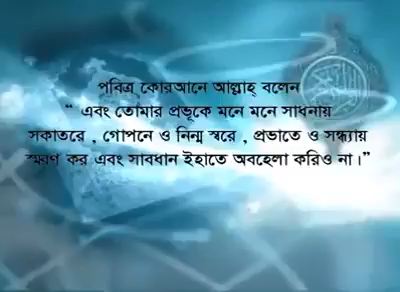 পবিত্র কোরআনে আল্লাহ্ বলেন
“ এবং তোমার প্রভূকে মনে মনে সাধনায়
সকাতরে , গোপনে ও নিন্ম স্বরে , প্রভাতে ও সন্ধ্যায়
স্মরণ কর এবং সাবধান ইহাতে অবহেলা করিও না।”